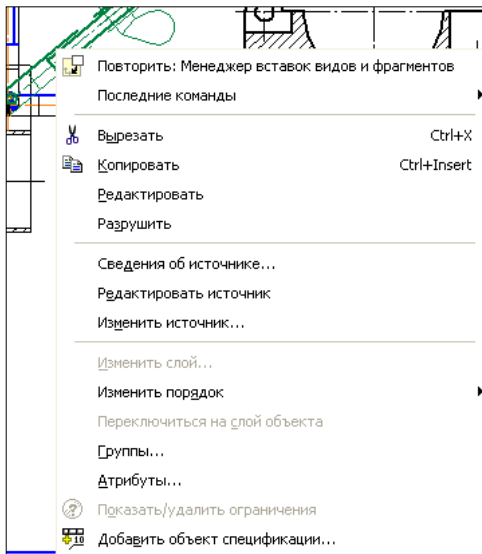 Повторить: Менеджер вставок видов и фрагментов
Последние команды
Вырезать Ctrl+X
Копировать Ctrl+Insert
Редактировать
Разрушить
Сведения об источнике...
Редактировать источник
Изменить источник...
Изменить слой...
Изменить порядок
Переключиться на слой объекта
Группы...
Атрибуты...
Показать/удалить ограничения
Добавить объект спецификации...